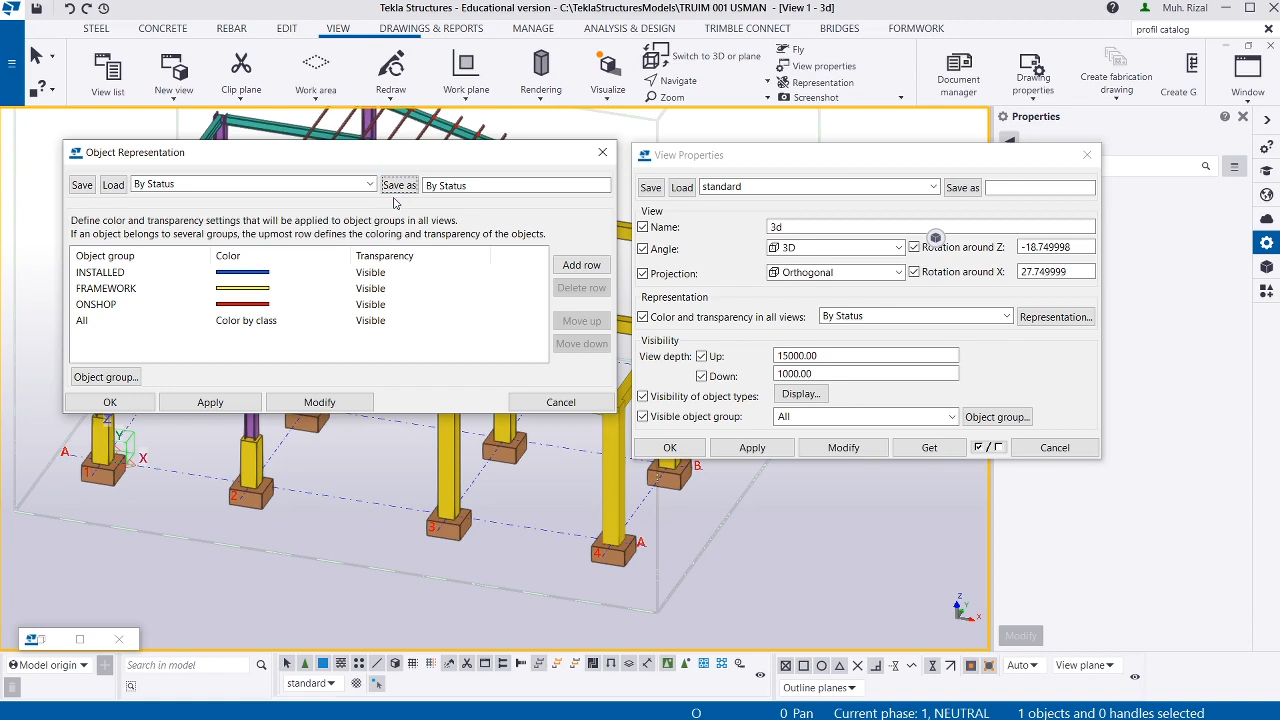 Tekla Structures - Educational version - C:\TeklaStructuresModels\TRUINDO_USMAN - [View 1 - 3d]
Muh. Rizal
STEEL CONCRETE REBAR EDIT VIEW DRAWINGS & REPORTS MANAGE ANALYSIS & DESIGN TRIMBLE CONNECT BRIDGES FORMWORK profil catalog
View list
New view
Clip plane
Work area
Redraw
Work plane
Rendering
Visualize
Switch to 3D or plane
Navigate
Zoom
Fly
View properties
Representation
Screenshot
Document manager
Drawing properties
Create fabrication drawing
Create G
Window
Properties
Object Representation
Save Load By Status Save as By Status
Define color and transparency settings that will be applied to object groups in all views.
If an object belongs to several groups, the upmost row defines the coloring and transparency of the objects.
Object group Color Transparency
INSTALLED Visible
FRAMEWORK Visible
ONSHOP Visible
All Color by class Visible
Add row
Delete row
Move up
Move down
Object group...
OK Apply Modify Cancel
View Properties
Save Load standard Save as
View
Name: 3d
Angle: 3D Rotation around Z: -18.749998
Projection: Orthogonal Rotation around X: 27.749999
Representation
Color and transparency in all views: By Status Representation...
Visibility
View depth: Up: 15000.00
Down: 1000.00
Visibility of object types: Display...
Visible object group: All Object group...
OK Apply Modify Get Cancel
A
1
Y
X
2
3
4
A
B
Z
Y
X
Modify
Model origin Search in model
standard
Auto View plane
Outline planes
O 0 Pan Current phase: 1, NEUTRAL 1 objects and 0 handles selected